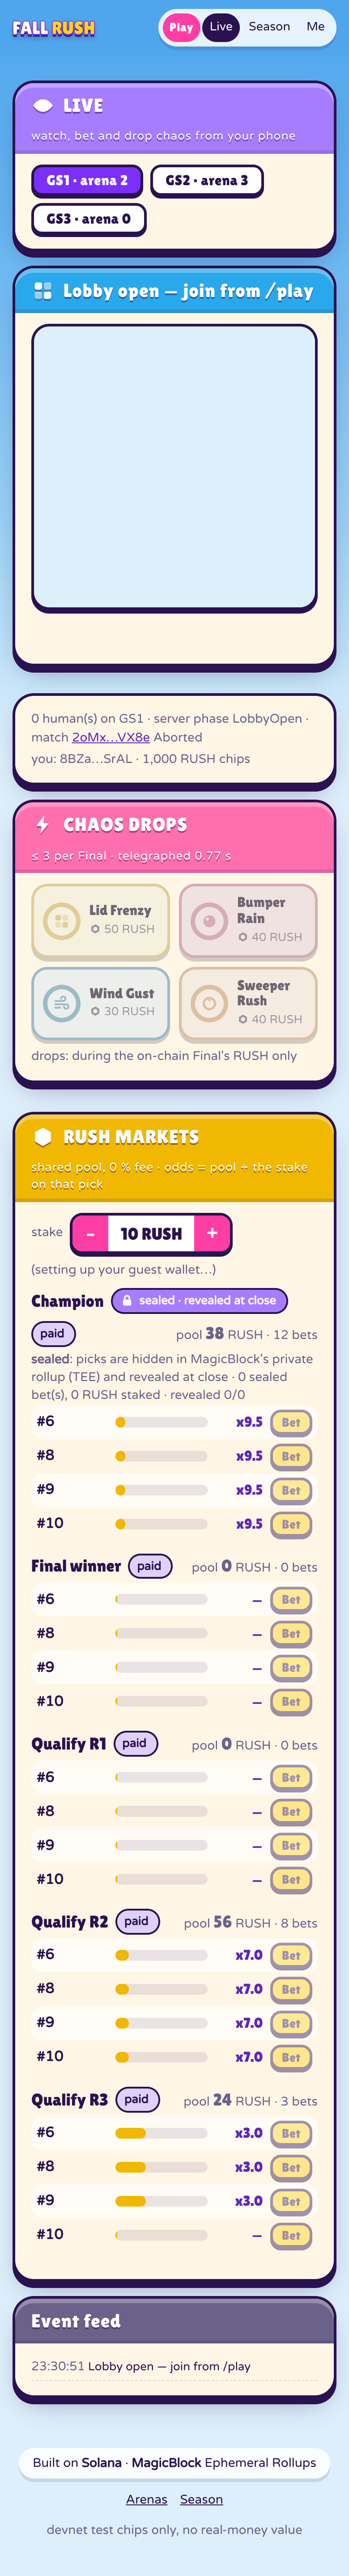 FALL RUSH
Play Live Season Me
LIVE
watch, bet and drop chaos from your phone
GS1 · arena 2 GS2 · arena 3
GS3 · arena 0
Lobby open — join from /play
0 human(s) on GS1 · server phase LobbyOpen ·
match 2oMx…VX8e Aborted
you: 8BZa…SrAL · 1,000 RUSH chips
CHAOS DROPS
≤ 3 per Final · telegraphed 0.77 s
Lid Frenzy
50 RUSH
Bumper
Rain
40 RUSH
Wind Gust
30 RUSH
Sweeper
Rush
40 RUSH
drops: during the on-chain Final's RUSH only
RUSH MARKETS
shared pool, 0 % fee · odds = pool ÷ the stake
on that pick
stake - 10 RUSH +
(setting up your guest wallet…)
Champion sealed · revealed at close
paid pool 38 RUSH · 12 bets
sealed: picks are hidden in MagicBlock's private
rollup (TEE) and revealed at close · 0 sealed
bet(s), 0 RUSH staked · revealed 0/0
#6 x9.5 Bet
#8 x9.5 Bet
#9 x9.5 Bet
#10 x9.5 Bet
Final winner paid pool 0 RUSH · 0 bets
#6 – Bet
#8 – Bet
#9 – Bet
#10 – Bet
Qualify R1 paid pool 0 RUSH · 0 bets
#6 – Bet
#8 – Bet
#9 – Bet
#10 – Bet
Qualify R2 paid pool 56 RUSH · 8 bets
#6 x7.0 Bet
#8 x7.0 Bet
#9 x7.0 Bet
#10 x7.0 Bet
Qualify R3 paid pool 24 RUSH · 3 bets
#6 x3.0 Bet
#8 x3.0 Bet
#9 x3.0 Bet
#10 – Bet
Event feed
23:30:51 Lobby open — join from /play
Built on Solana · MagicBlock Ephemeral Rollups
Arenas Season
devnet test chips only, no real-money value